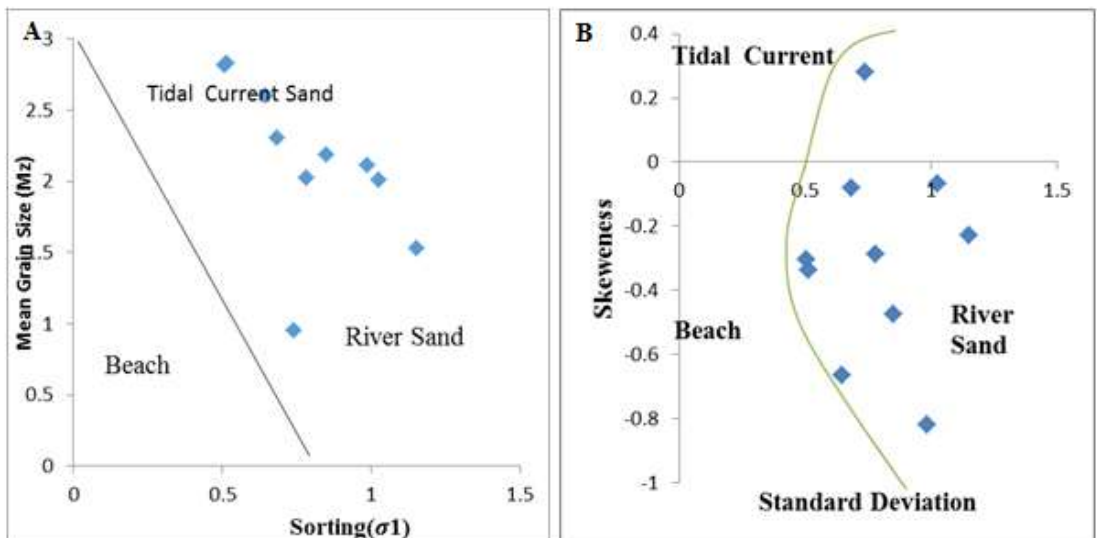 A
3
2.5
2
1.5
1
0.5
0
0
0.5
1
1.5
Mean Grain Size (Mz)
Tidal Current Sand
River Sand
Beach
Sorting(σ1)
B
0.4
0.2
0
-0.2
-0.4
-0.6
-0.8
-1
0
0.5
1
1.5
Skeweness
Tidal Current
Beach
River
Sand
Standard Deviation